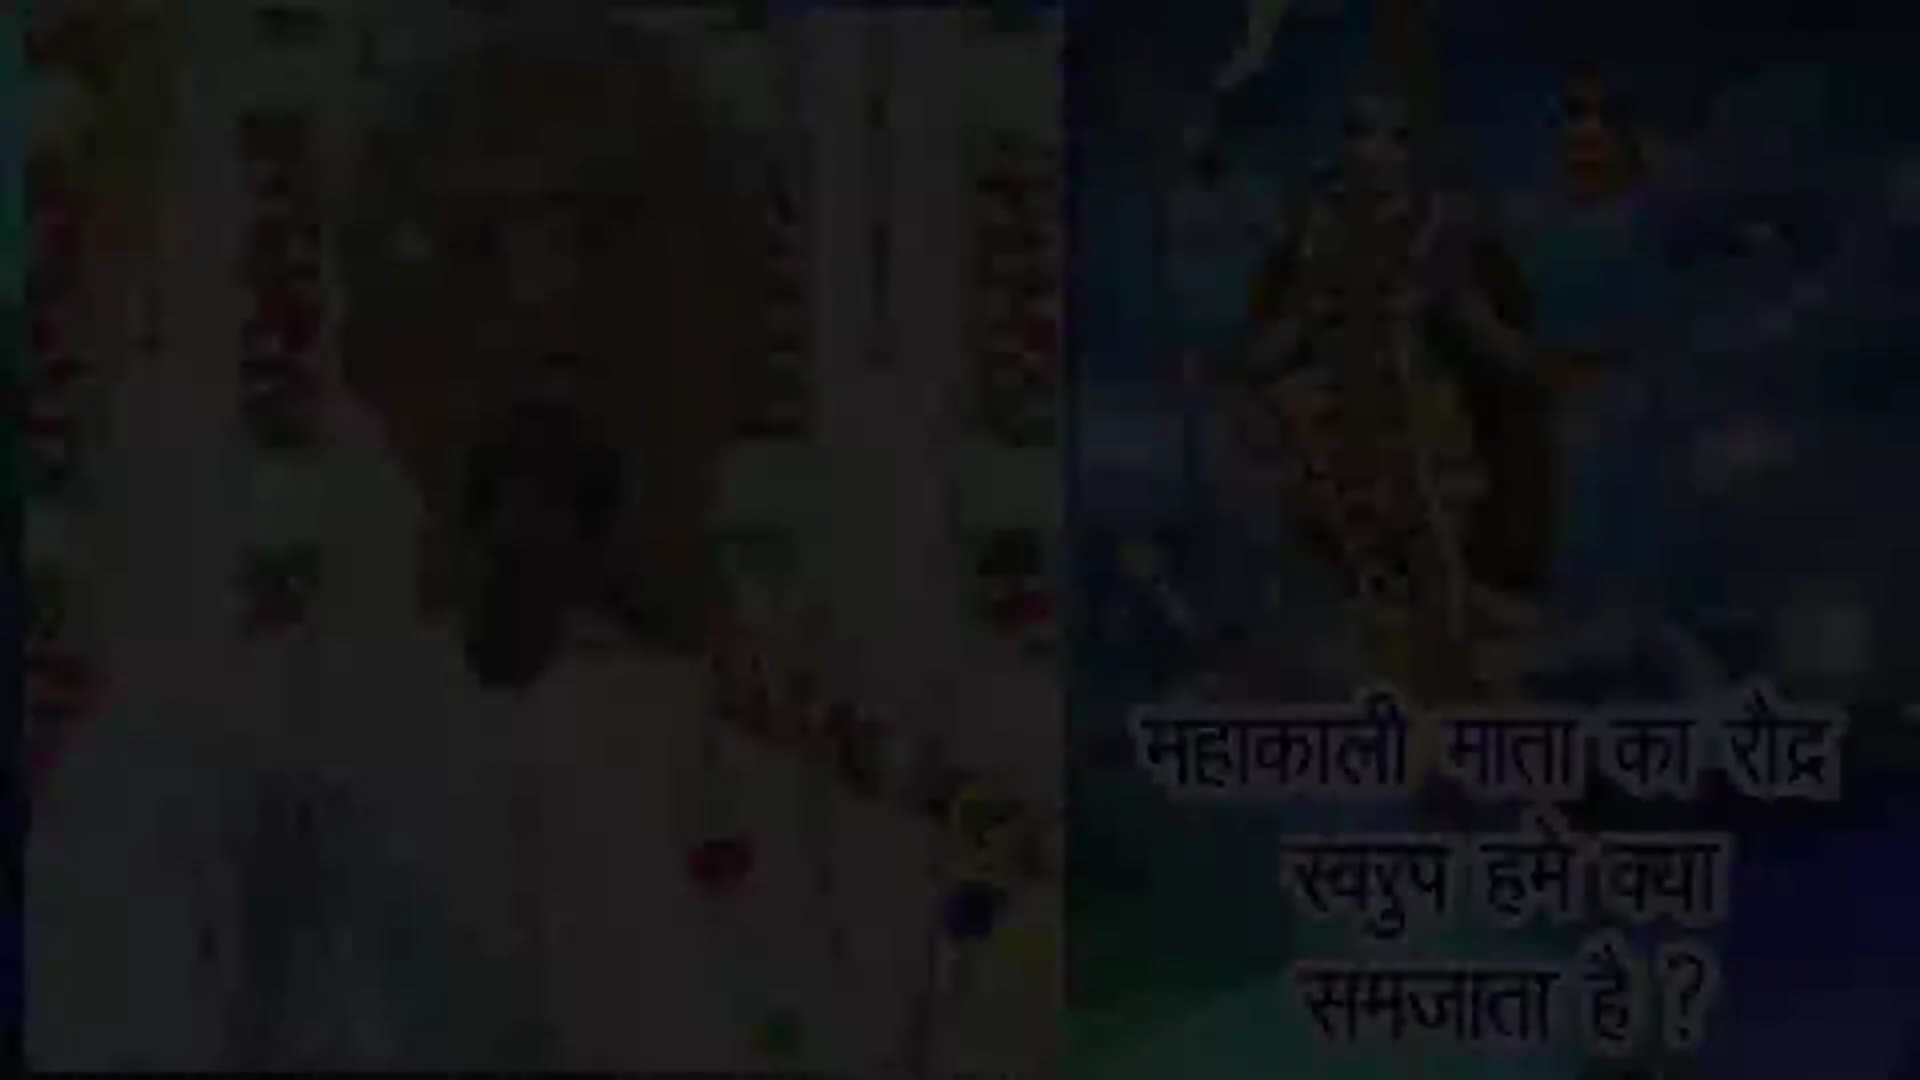 महाकाली माता का रौद्र
स्वरुप हमे क्या
समजाता है ?